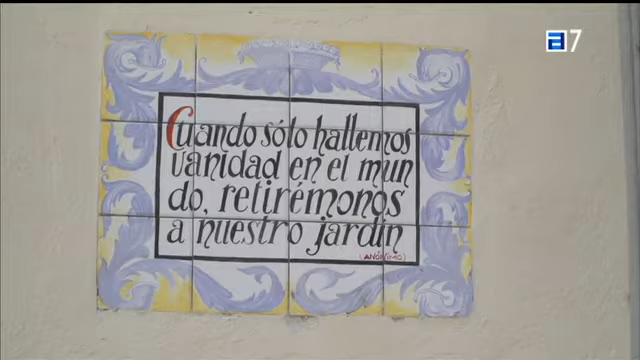 a7
Cuando sólo hallemos
vanidad en el mun
do, retirémonos
a nuestro jardín
(ANÓNIMO)